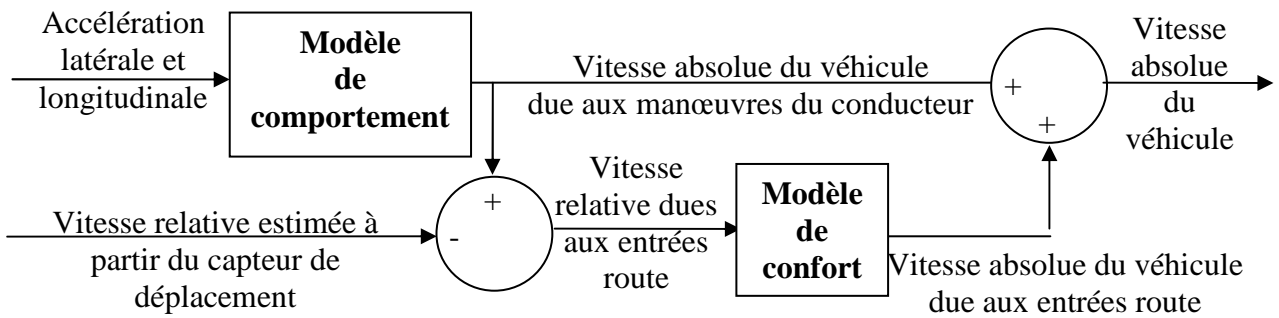 Accélération
latérale et
longitudinale
Modèle
de
comportement
Vitesse absolue du véhicule
due aux manœuvres du conducteur
+
+
Vitesse
absolue
du
véhicule
Vitesse relative estimée à
partir du capteur de
déplacement
+
-
Vitesse
relative dues
aux entrées
route
Modèle
de
confort
Vitesse absolue du véhicule
due aux entrées route